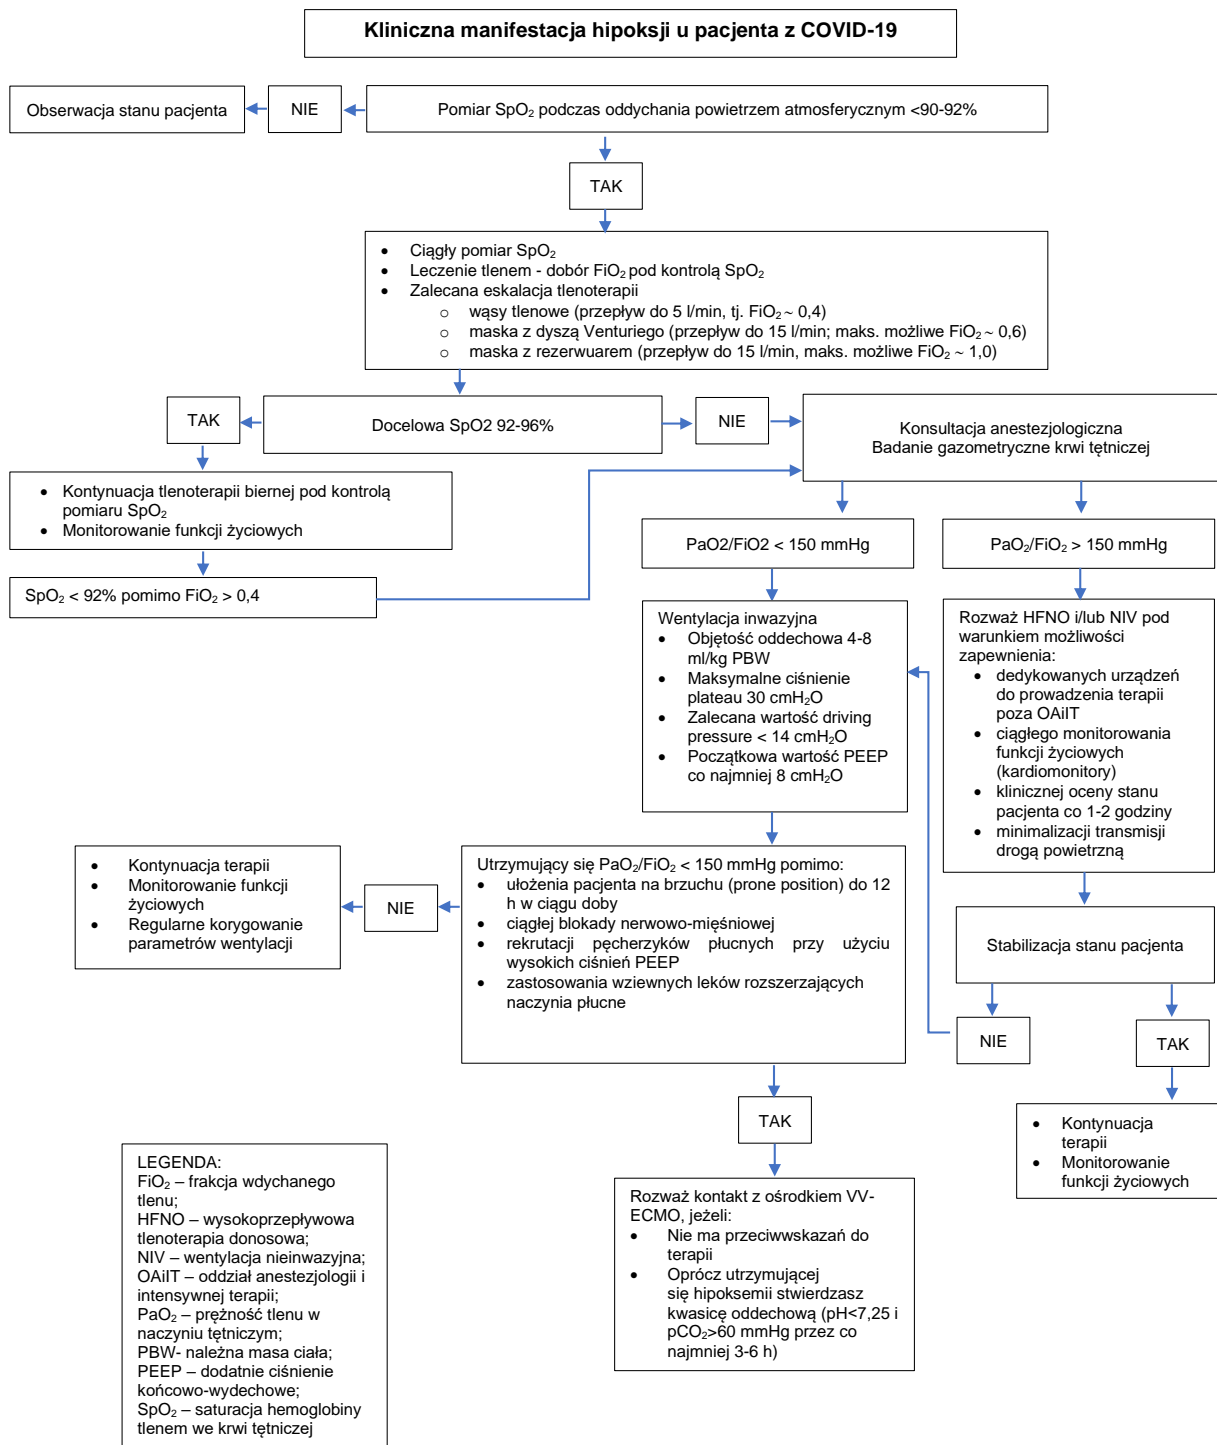 Kliniczna manifestacja hipoksji u pacjenta z COVID-19
Obserwacja stanu pacjenta
NIE
Pomiar SpO₂ podczas oddychania powietrzem atmosferycznym <90-92%
TAK
• Ciągły pomiar SpO₂
• Leczenie tlenem - dobór FiO₂ pod kontrolą SpO₂
• Zalecana eskalacja tlenoterapii
o wąsy tlenowe (przepływ do 5 l/min, tj. FiO₂ ~ 0,4)
o maska z dyszą Venturiego (przepływ do 15 l/min; maks. możliwe FiO₂ ~ 0,6)
o maska z rezerwuarem (przepływ do 15 l/min, maks. możliwe FiO₂ ~ 1,0)
TAK
Docelowa SpO2 92-96%
NIE
Konsultacja anestezjologiczna
Badanie gazometryczne krwi tętniczej
• Kontynuacja tlenoterapii biernej pod kontrolą
pomiaru SpO₂
• Monitorowanie funkcji życiowych
SpO₂ < 92% pomimo FiO₂ > 0,4
PaO2/FiO2 < 150 mmHg
PaO₂/FiO₂ > 150 mmHg
Wentylacja inwazyjna
• Objętość oddechowa 4-8
ml/kg PBW
• Maksymalne ciśnienie
plateau 30 cmH₂O
• Zalecana wartość driving
pressure < 14 cmH₂O
• Początkowa wartość PEEP
co najmniej 8 cmH₂O
Rozważ HFNO i/lub NIV pod
warunkiem możliwości
zapewnienia:
• dedykowanych urządzeń
do prowadzenia terapii
poza OAiIT
• ciągłego monitorowania
funkcji życiowych
(kardiomonitory)
• klinicznej oceny stanu
pacjenta co 1-2 godziny
• minimalizacji transmisji
drogą powietrzną
• Kontynuacja terapii
• Monitorowanie funkcji
życiowych
• Regularne korygowanie
parametrów wentylacji
NIE
Utrzymujący się PaO₂/FiO₂ < 150 mmHg pomimo:
• ułożenia pacjenta na brzuchu (prone position) do 12
h w ciągu doby
• ciągłej blokady nerwowo-mięśniowej
• rekrutacji pęcherzyków płucnych przy użyciu
wysokich ciśnień PEEP
• zastosowania wziewnych leków rozszerzających
naczynia płucne
Stabilizacja stanu pacjenta
NIE
TAK
TAK
• Kontynuacja
terapii
• Monitorowanie
funkcji życiowych
Rozważ kontakt z ośrodkiem VV-
ECMO, jeżeli:
• Nie ma przeciwwskazań do
terapii
• Oprócz utrzymującej
się hipoksemii stwierdzasz
kwasicę oddechową (pH<7,25 i
pCO₂>60 mmHg przez co
najmniej 3-6 h)
LEGENDA:
FiO₂ – frakcja wdychanego
tlenu;
HFNO – wysokoprzepływowa
tlenoterapia donosowa;
NIV – wentylacja nieinwazyjna;
OAiIT – oddział anestezjologii i
intensywnej terapii;
PaO₂ – prężność tlenu w
naczyniu tętniczym;
PBW- należna masa ciała;
PEEP – dodatnie ciśnienie
końcowo-wydechowe;
SpO₂ – saturacja hemoglobiny
tlenem we krwi tętniczej